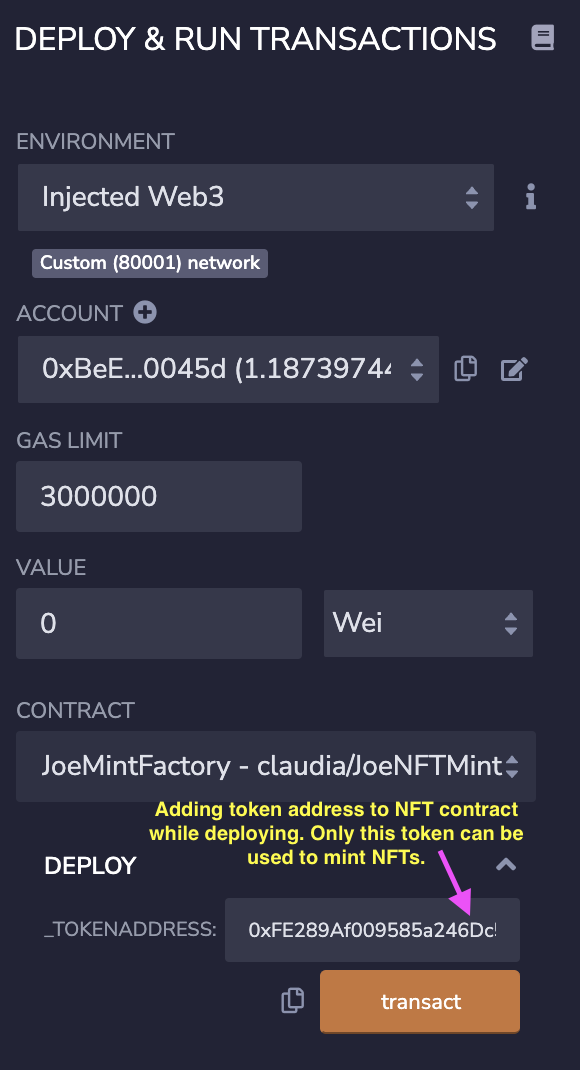 DEPLOY & RUN TRANSACTIONS
ENVIRONMENT
Injected Web3
Custom (80001) network
ACCOUNT
0xBeE...0045d (1.1873974
GAS LIMIT
3000000
VALUE
0
Wei
CONTRACT
JoeMintFactory - claudia/JoeNFTMint
Adding token address to NFT contract
while deploying. Only this token can be
used to mint NFTs.
DEPLOY
_TOKENADDRESS:
0xFE289Af009585a246Dc
transact